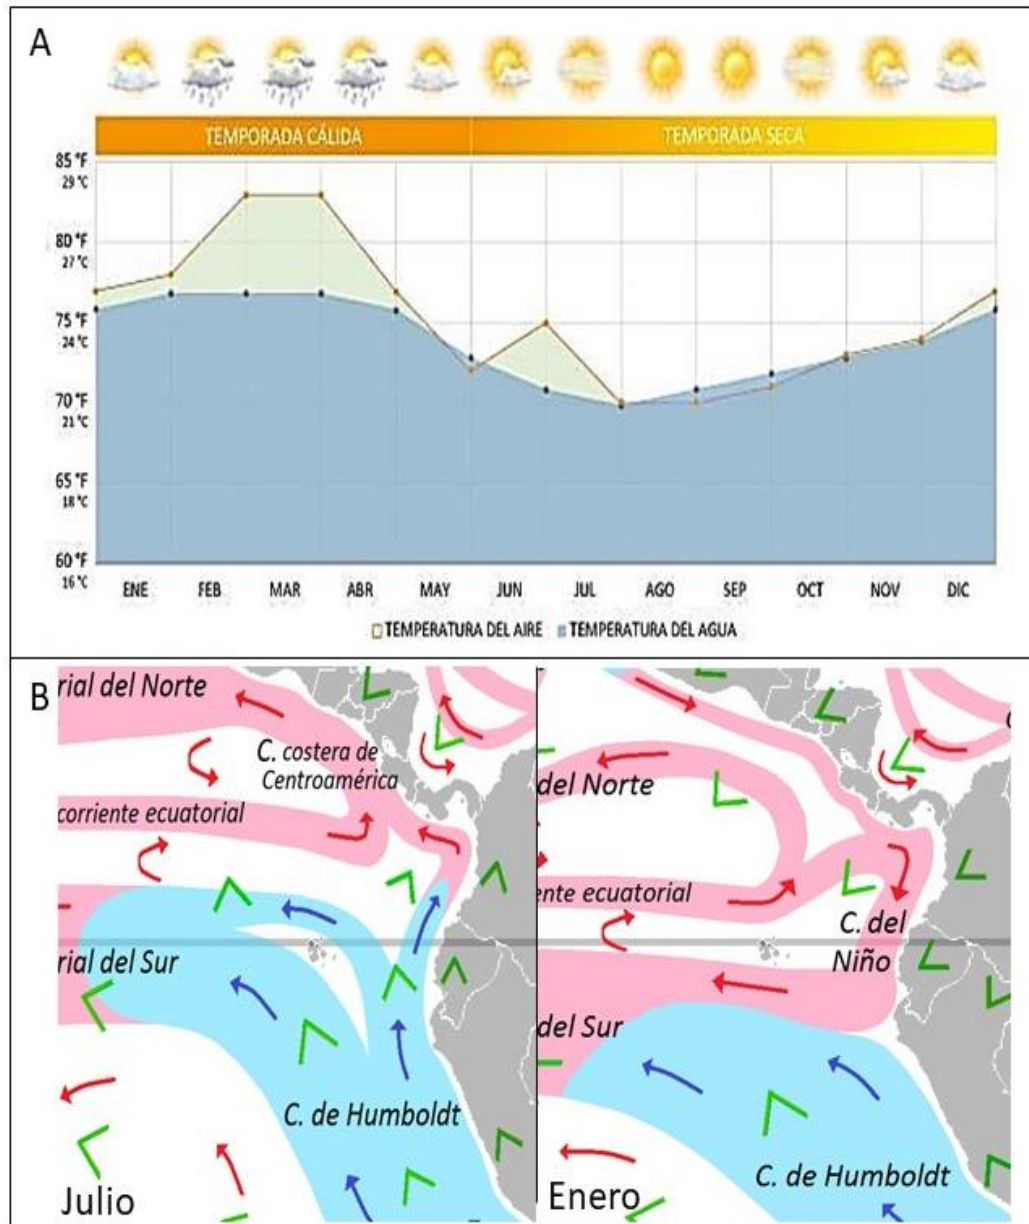 A
TEMPORADA CÁLIDA TEMPORADA SECA
85 °F
29 °C
80 °F
27 °C
75 °F
24 °C
70 °F
21 °C
65 °F
18 °C
60 °F
16 °C
ENE FEB MAR ABR MAY JUN JUL AGO SEP OCT NOV DIC
TEMPERATURA DEL AIRE TEMPERATURA DEL AGUA
B
rial del Norte
C. costera de
Centroamérica
corriente ecuatorial
rial del Sur
C. de Humboldt
Julio
del Norte
ente ecuatorial
C. del
Niño
del Sur
C. de Humboldt
Enero